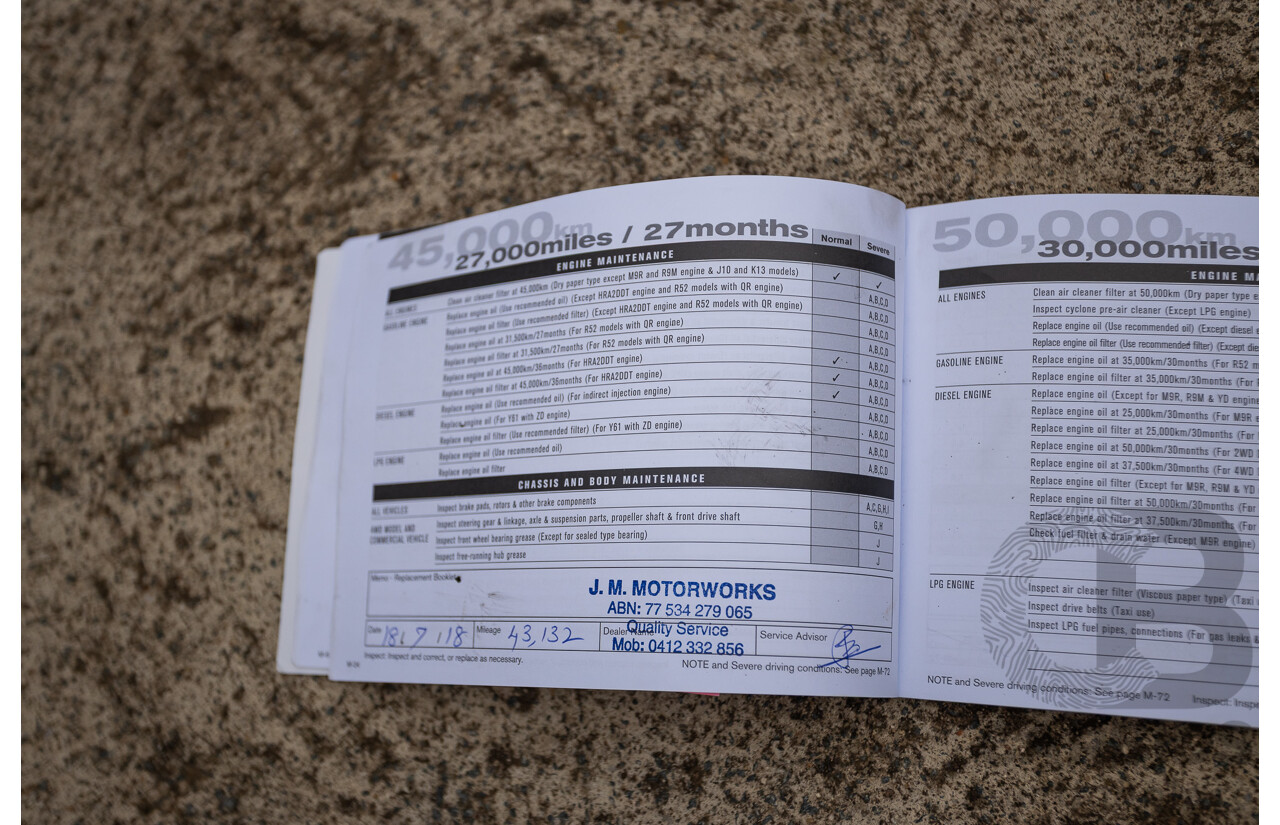 45,000km
27,000miles / 27months
Normal Severe
ENGINE MAINTENANCE
ALL ENGINES Clean air cleaner filter at 45,000km (Dry paper type except M9R and R9M engine & J10 and K13 models) ✓ ✓
GASOLINE ENGINE Replace engine oil (Use recommended oil) (Except HRA2DDT engine and R52 models with QR engine) A,B,C,D
Replace engine oil filter (Use recommended filter) (Except HRA2DDT engine and R52 models with QR engine) A,B,C,D
Replace engine oil at 31,500km/27months (For R52 models with QR engine) A,B,C,D
Replace engine oil filter at 31,500km/27months (For R52 models with QR engine) A,B,C,D
Replace engine oil at 45,000km/36months (For HRA2DDT engine) ✓ A,B,C,D
Replace engine oil filter at 45,000km/36months (For HRA2DDT engine) ✓ A,B,C,D
DIESEL ENGINE Replace engine oil (Use recommended oil) (For indirect injection engine) ✓ A,B,C,D
Replace engine oil (For Y61 with ZD engine) A,B,C,D
Replace engine oil filter (Use recommended filter) (For Y61 with ZD engine) A,B,C,D
LPG ENGINE Replace engine oil (Use recommended oil) A,B,C,D
Replace engine oil filter A,B,C,D
CHASSIS AND BODY MAINTENANCE
ALL VEHICLES Inspect brake pads, rotors & other brake components A,C,G,H,I
4WD MODEL AND COMMERCIAL VEHICLE Inspect steering gear & linkage, axle & suspension parts, propeller shaft & front drive shaft G,H
Inspect front wheel bearing grease (Except for sealed type bearing) J
Inspect free-running hub grease J
Memo - Replacement Booklet
J. M. MOTORWORKS
ABN: 77 534 279 065
Quality Service
Mob: 0412 332 856
Date 18/7/18 Mileage 43,132 Dealer Name Service Advisor
Inspect: Inspect and correct, or replace as necessary.
NOTE and Severe driving conditions: See page M-72
50,000km
30,000miles
ENGINE
ALL ENGINES Clean air cleaner filter at 50,000km (Dry paper type
Inspect cyclone pre-air cleaner (Except LPG engine)
Replace engine oil (Use recommended oil) (Except diesel
Replace engine oil filter (Use recommended filter) (Except
GASOLINE ENGINE Replace engine oil at 35,000km/30months (For R52
Replace engine oil filter at 35,000km/30months (For
DIESEL ENGINE Replace engine oil (Except for M9R, R9M & YD
Replace engine oil at 25,000km/30months (For M9R
Replace engine oil filter at 25,000km/30months (For
Replace engine oil at 50,000km/30months (For 2WD
Replace engine oil at 37,500km/30months (For 4WD
Replace engine oil filter (Except for M9R, R9M & YD
Replace engine oil filter at 50,000km/30months (For
Replace engine oil filter at 37,500km/30months (For
Check fuel filter & drain water (Except M9R engine)
LPG ENGINE Inspect air cleaner filter (Viscous paper type) (Taxi
Inspect drive belts (Taxi use)
Inspect LPG fuel pipes, connections (For gas leaks &
NOTE and Severe driving conditions: See page M-72 Inspect: